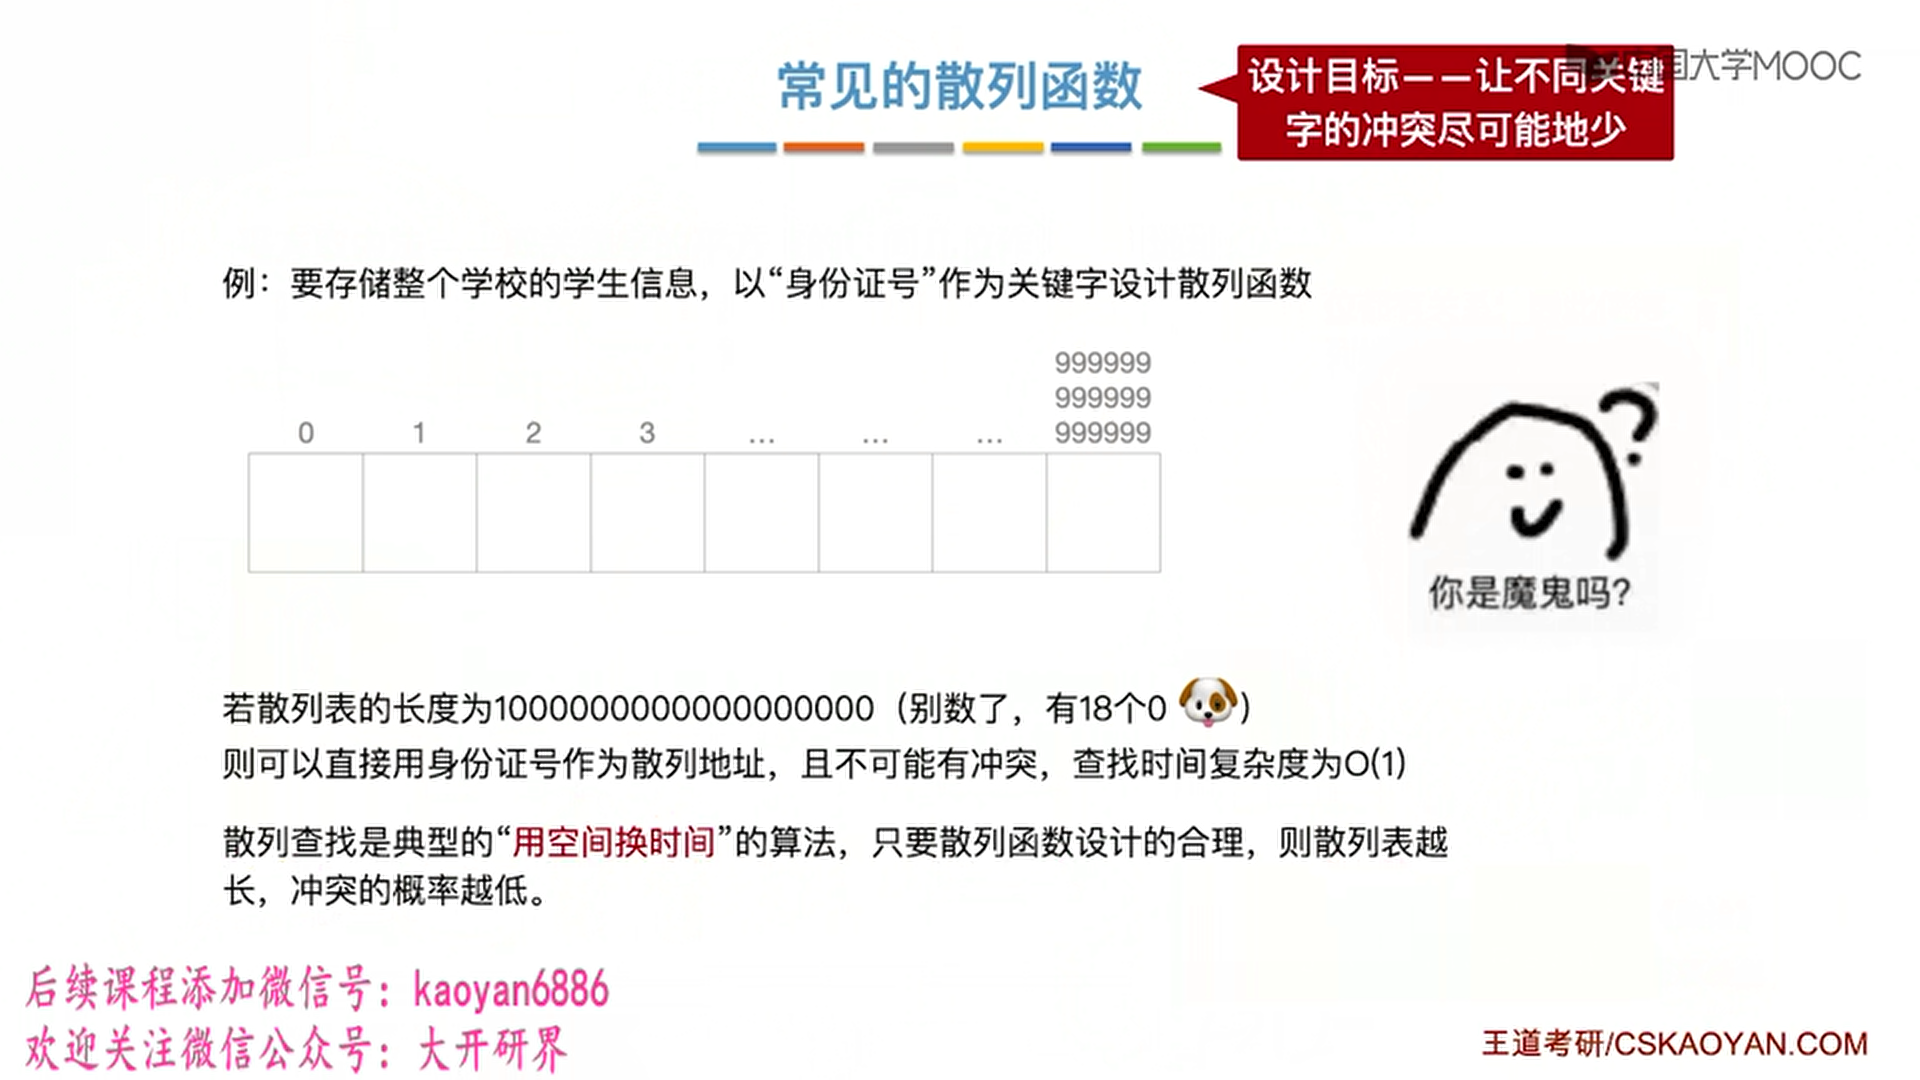 常见的散列函数
设计目标——让不同关键
字的冲突尽可能地少
国大学MOOC
例：要存储整个学校的学生信息，以“身份证号”作为关键字设计散列函数
999999
999999
0 1 2 3 ... ... ... 999999
你是魔鬼吗?
若散列表的长度为1000000000000000000（别数了，有18个0 🐶）
则可以直接用身份证号作为散列地址，且不可能有冲突，查找时间复杂度为O(1)
散列查找是典型的“用空间换时间”的算法，只要散列函数设计的合理，则散列表越
长，冲突的概率越低。
后续课程添加微信号：kaoyan6886
欢迎关注微信公众号：大开研界
王道考研/CSKAOYAN.COM